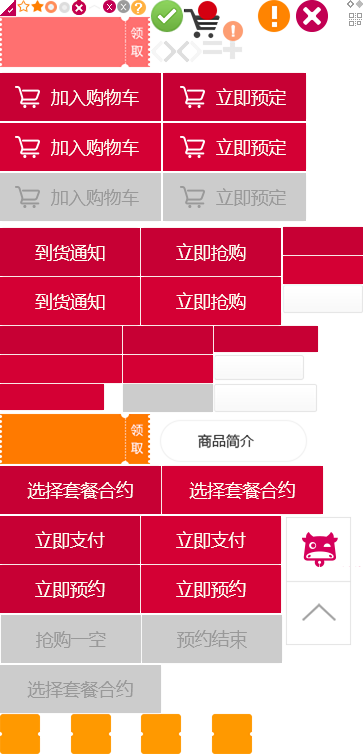 领取
加入购物车 立即预定
加入购物车 立即预定
加入购物车 立即预定
到货通知 立即抢购
到货通知 立即抢购
领取
商品简介
选择套餐合约 选择套餐合约
立即支付 立即支付
立即预约 立即预约
抢购一空 预约结束
选择套餐合约